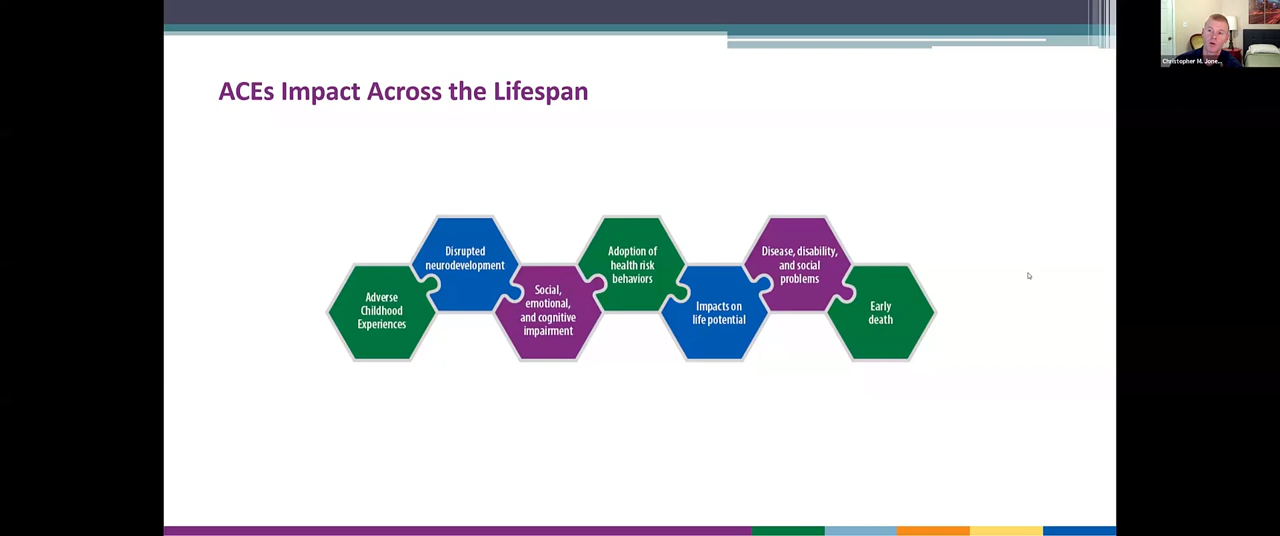 ACEs Impact Across the Lifespan
Christopher M. Jone...
Adverse
Childhood
Experiences
Disrupted
neurodevelopment
Social,
emotional,
and cognitive
impairment
Adoption of
health risk
behaviors
Impacts on
life potential
Disease, disability,
and social
problems
Early
death